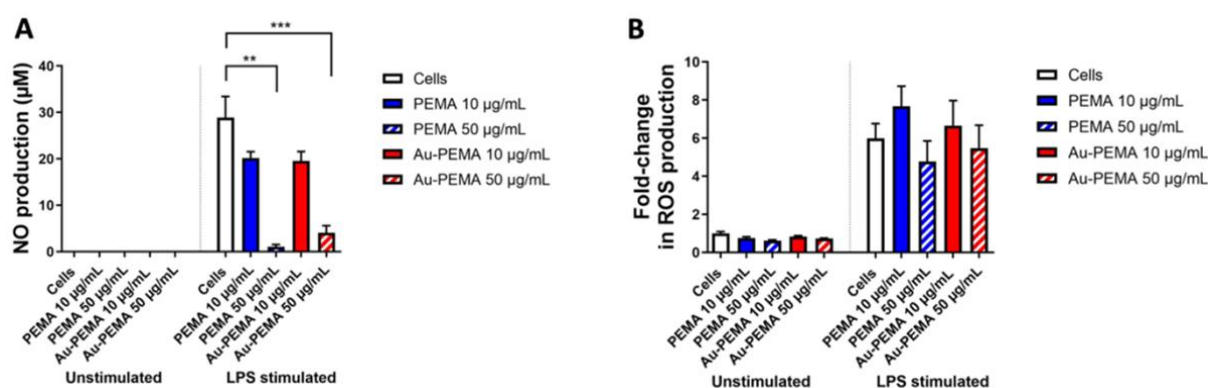 A
NO production (µM)
40
30
20
10
0
**
***
Cells
PEMA 10 µg/mL
PEMA 50 µg/mL
Au-PEMA 10 µg/mL
Au-PEMA 50 µg/mL
Cells
PEMA 10 µg/mL
PEMA 50 µg/mL
Au-PEMA 10 µg/mL
Au-PEMA 50 µg/mL
Unstimulated
LPS stimulated
Cells
PEMA 10 µg/mL
PEMA 50 µg/mL
Au-PEMA 10 µg/mL
Au-PEMA 50 µg/mL
B
Fold-change
in ROS production
10
8
6
4
2
0
Cells
PEMA 10 µg/mL
PEMA 50 µg/mL
Au-PEMA 10 µg/mL
Au-PEMA 50 µg/mL
Cells
PEMA 10 µg/mL
PEMA 50 µg/mL
Au-PEMA 10 µg/mL
Au-PEMA 50 µg/mL
Unstimulated
LPS stimulated
Cells
PEMA 10 µg/mL
PEMA 50 µg/mL
Au-PEMA 10 µg/mL
Au-PEMA 50 µg/mL